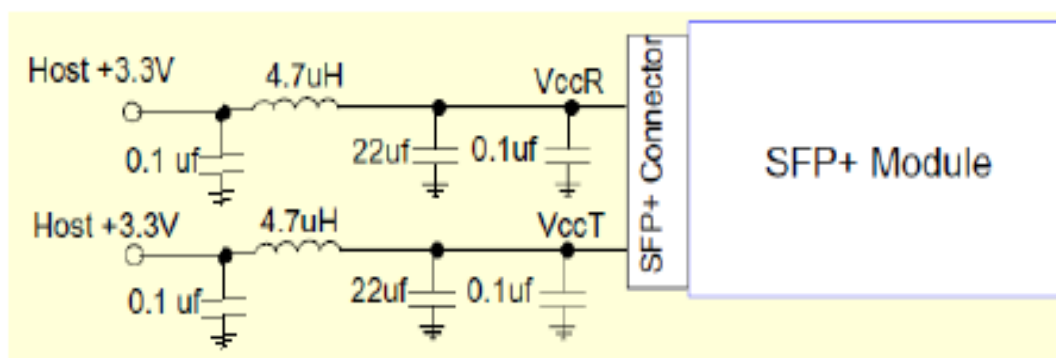 Host +3.3V
4.7uH
VccR
0.1 uf
22uf
0.1uf
Host +3.3V
4.7uH
VccT
0.1 uf
22uf
0.1uf
SFP+ Connector
SFP+ Module